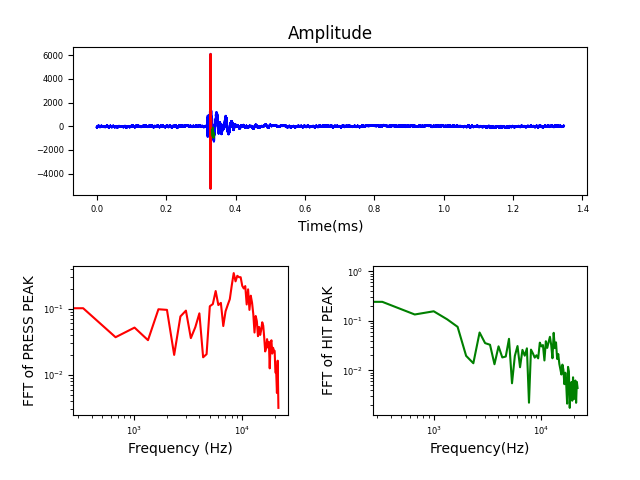 Amplitude
6000
4000
2000
0
−2000
−4000
0.0 0.2 0.4 0.6 0.8 1.0 1.2 1.4
Time(ms)
FFT of PRESS PEAK
10⁻¹
10⁻²
10³ 10⁴
Frequency (Hz)
FFT of HIT PEAK
10⁰
10⁻¹
10⁻²
10³ 10⁴
Frequency(Hz)